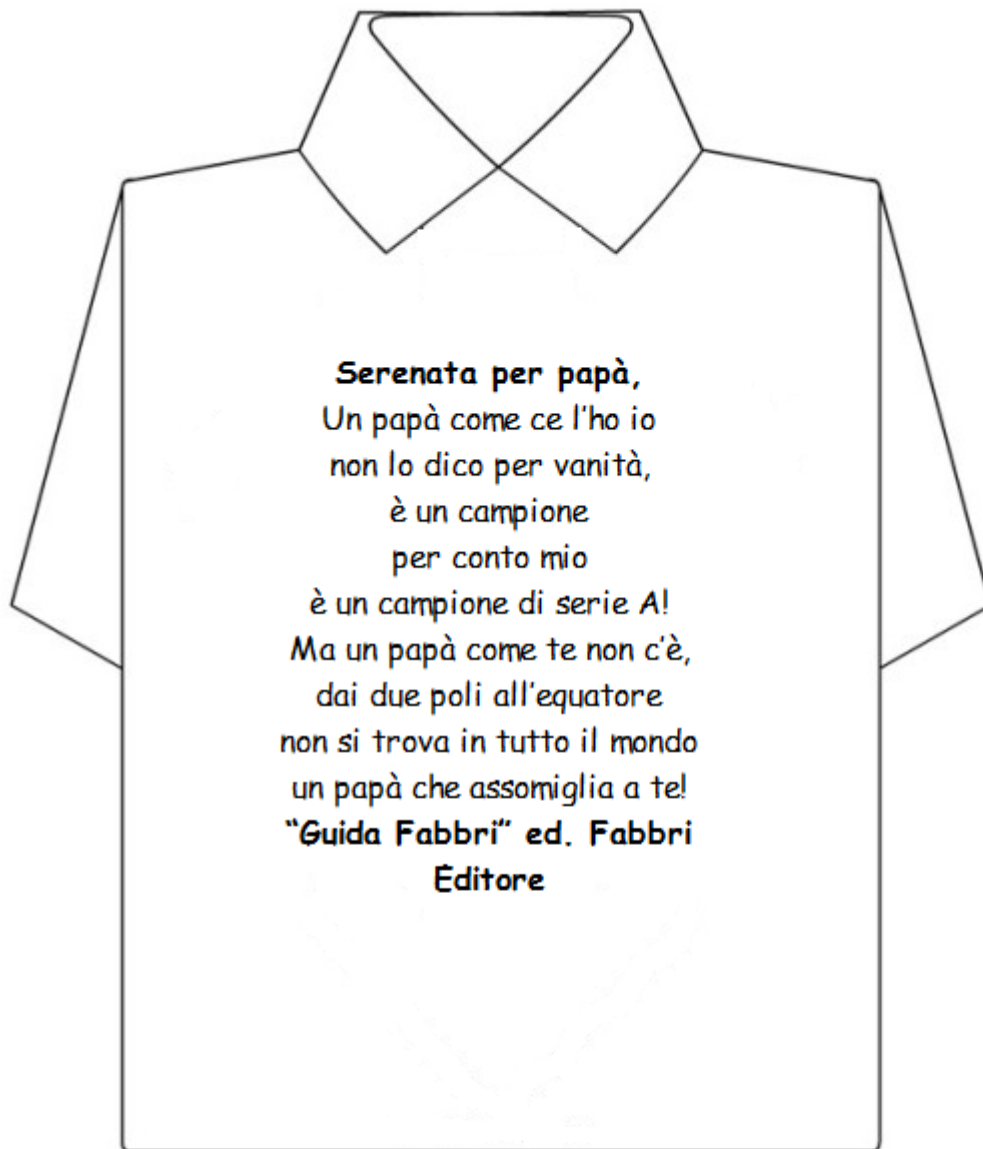 Serenata per papà,
Un papà come ce l'ho io
non lo dico per vanità,
è un campione
per conto mio
è un campione di serie A!
Ma un papà come te non c'è,
dai due poli all'equatore
non si trova in tutto il mondo
un papà che assomiglia a te!
“Guida Fabbri” ed. Fabbri
Editore